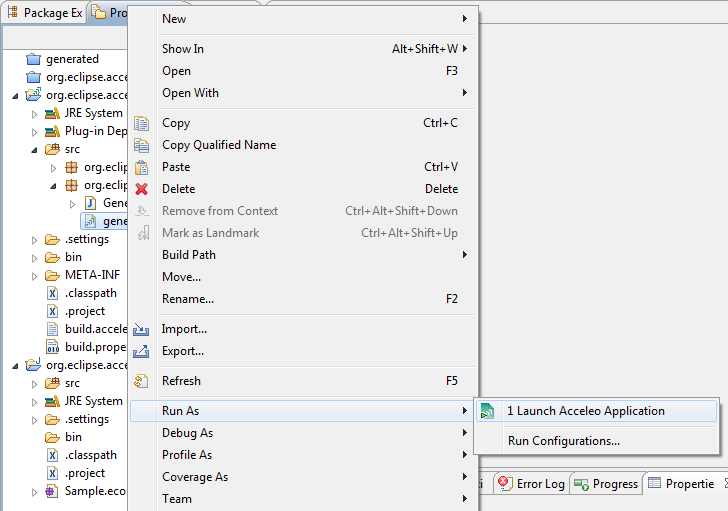 Package Ex
Pro
generated
org.eclipse.acce
org.eclipse.acce
JRE System
Plug-in Dep
src
org.eclip
org.eclip
Gene
gene
.settings
bin
META-INF
.classpath
.project
build.accele
build.prope
org.eclipse.acce
src
JRE System
.settings
bin
.classpath
.project
Sample.eco
New
Show In Alt+Shift+W
Open F3
Open With
Copy Ctrl+C
Copy Qualified Name
Paste Ctrl+V
Delete Delete
Remove from Context Ctrl+Alt+Shift+Down
Mark as Landmark Ctrl+Alt+Shift+Up
Build Path
Move...
Rename... F2
Import...
Export...
Refresh F5
Run As
Debug As
Profile As
Coverage As
Team
1 Launch Acceleo Application
Run Configurations...
Error Log
Progress
Propertie